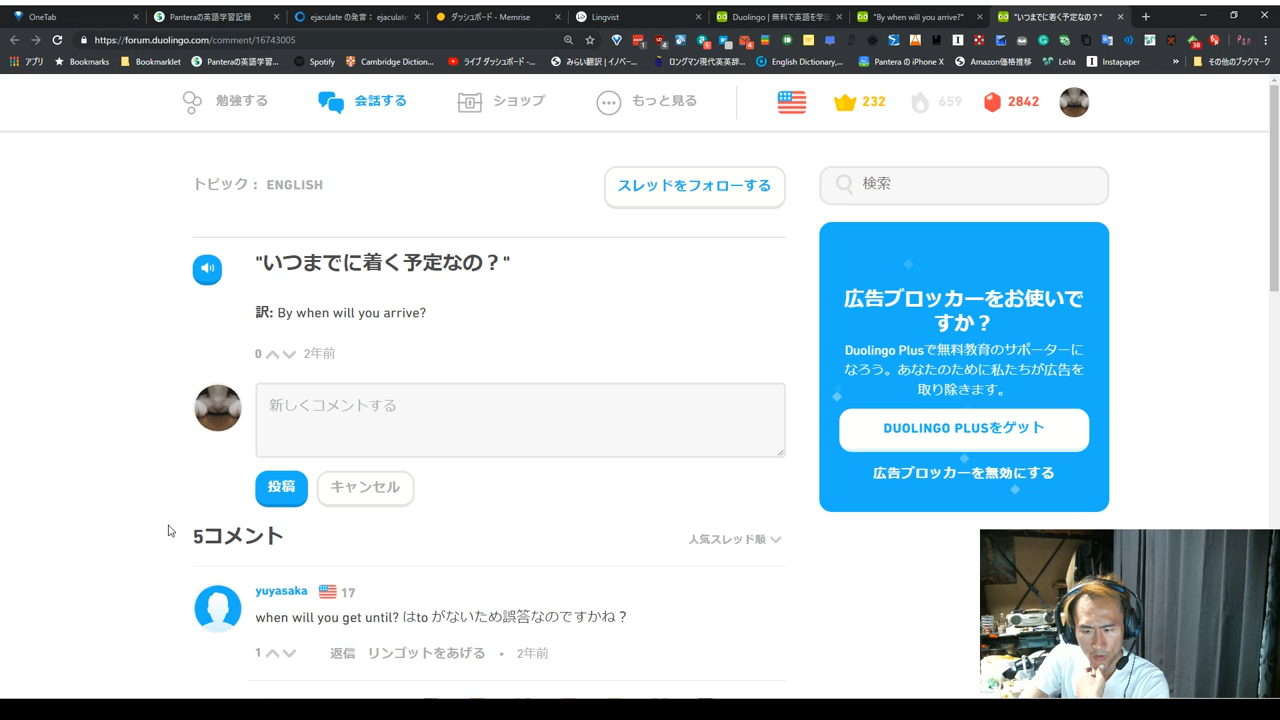 OneTab
Panteraの英語学習記録
ejaculate の発音： ejaculate
ダッシュボード - Memrise
Lingvist
Duolingo | 無料で英語を学
"By when will you arrive?"
"いつまでに着く予定なの？"
https://forum.duolingo.com/comment/16743005
アプリ
Bookmarks
Bookmarklet
Panteraの英語学習...
Spotify
Cambridge Diction...
ライブ ダッシュボード -...
みらい翻訳 | イノベー...
ロングマン現代英英辞...
English Dictionary,...
Pantera の iPhone X
Amazon価格推移
Leita
Instapaper
»
その他のブックマーク
勉強する
会話する
ショップ
もっと見る
232
659
2842
トピック： ENGLISH
スレッドをフォローする
検索
"いつまでに着く予定なの？"
訳: By when will you arrive?
0
2年前
新しくコメントする
投稿
キャンセル
広告ブロッカーをお使いで
すか？
Duolingo Plusで無料教育のサポーターに
なろう。あなたのために私たちが広告を
取り除きます。
DUOLINGO PLUSをゲット
広告ブロッカーを無効にする
5コメント
人気スレッド順
yuyasaka
17
when will you get until? はto がないため誤答なのですかね？
1
返信
リンゴットをあげる
•
2年前